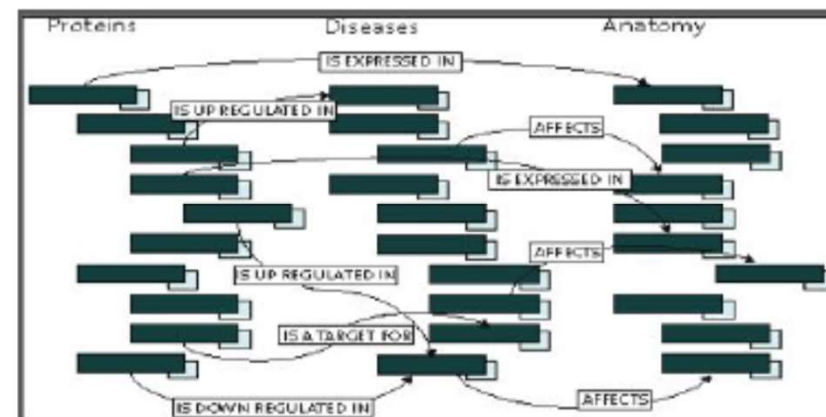 Proteins Diseases Anatomy
IS EXPRESSED IN
IS UP REGULATED IN
AFFECTS
IS EXPRESSED IN
AFFECTS
IS UP REGULATED IN
IS A TARGET FOR
AFFECTS
IS DOWN REGULATED IN